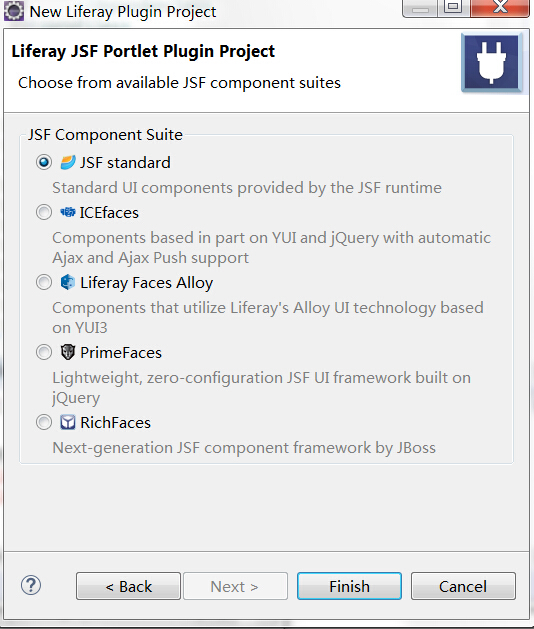 New Liferay Plugin Project
Liferay JSF Portlet Plugin Project
Choose from available JSF component suites
JSF Component Suite
JSF standard
Standard UI components provided by the JSF runtime
ICEfaces
Components based in part on YUI and jQuery with automatic
Ajax and Ajax Push support
Liferay Faces Alloy
Components that utilize Liferay's Alloy UI technology based
on YUI3
PrimeFaces
Lightweight, zero-configuration JSF UI framework built on
jQuery
RichFaces
Next-generation JSF component framework by JBoss
< Back
Next >
Finish
Cancel